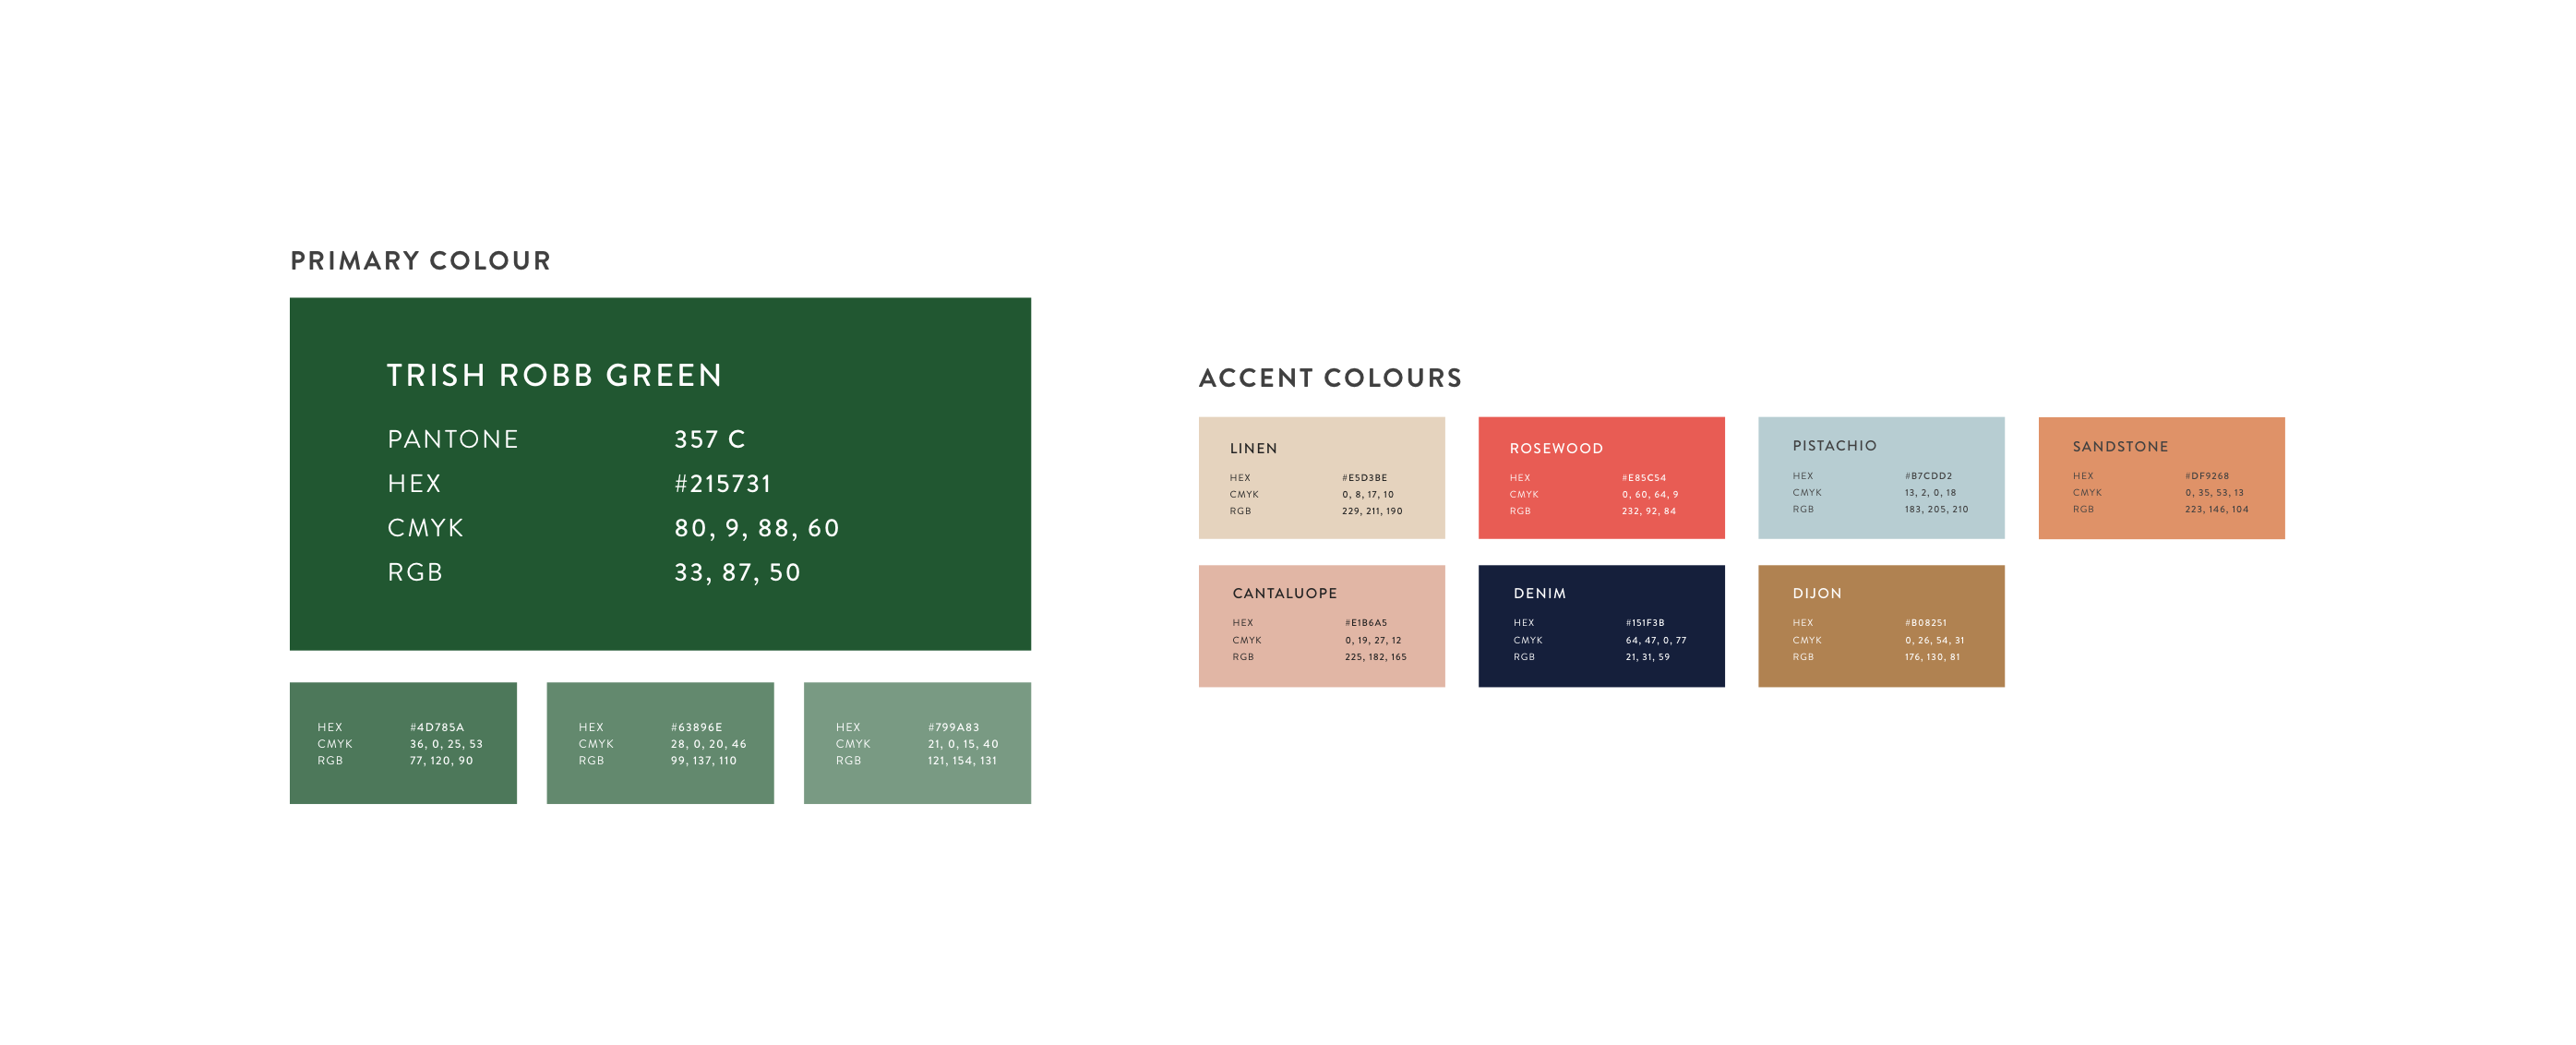 PRIMARY COLOUR
TRISH ROBB GREEN
PANTONE 357 C
HEX #215731
CMYK 80, 9, 88, 60
RGB 33, 87, 50
HEX #4D785A
CMYK 36, 0, 25, 53
RGB 77, 120, 90
HEX #63896E
CMYK 28, 0, 20, 46
RGB 99, 137, 110
HEX #799A83
CMYK 21, 0, 15, 40
RGB 121, 154, 131
ACCENT COLOURS
LINEN
HEX #E5D3BE
CMYK 0, 8, 17, 10
RGB 229, 211, 190
ROSEWOOD
HEX #E85C54
CMYK 0, 60, 64, 9
RGB 232, 92, 84
PISTACHIO
HEX #B7CDD2
CMYK 13, 2, 0, 18
RGB 183, 205, 210
SANDSTONE
HEX #DF9268
CMYK 0, 35, 53, 13
RGB 223, 146, 104
CANTALUOPE
HEX #E1B6A5
CMYK 0, 19, 27, 12
RGB 225, 182, 165
DENIM
HEX #151F3B
CMYK 64, 47, 0, 77
RGB 21, 31, 59
DIJON
HEX #B08251
CMYK 0, 26, 54, 31
RGB 176, 130, 81